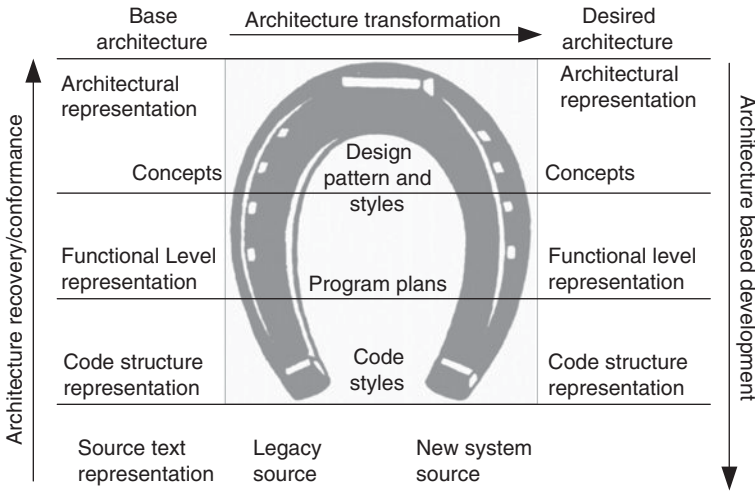 Base
architecture
Architecture transformation
Desired
architecture
Architectural
representation
Architectural
representation
Concepts
Design
pattern and
styles
Concepts
Functional Level
representation
Program plans
Functional level
representation
Code structure
representation
Code
styles
Code structure
representation
Source text
representation
Legacy
source
New system
source
Architecture recovery/conformance
Architecture based development